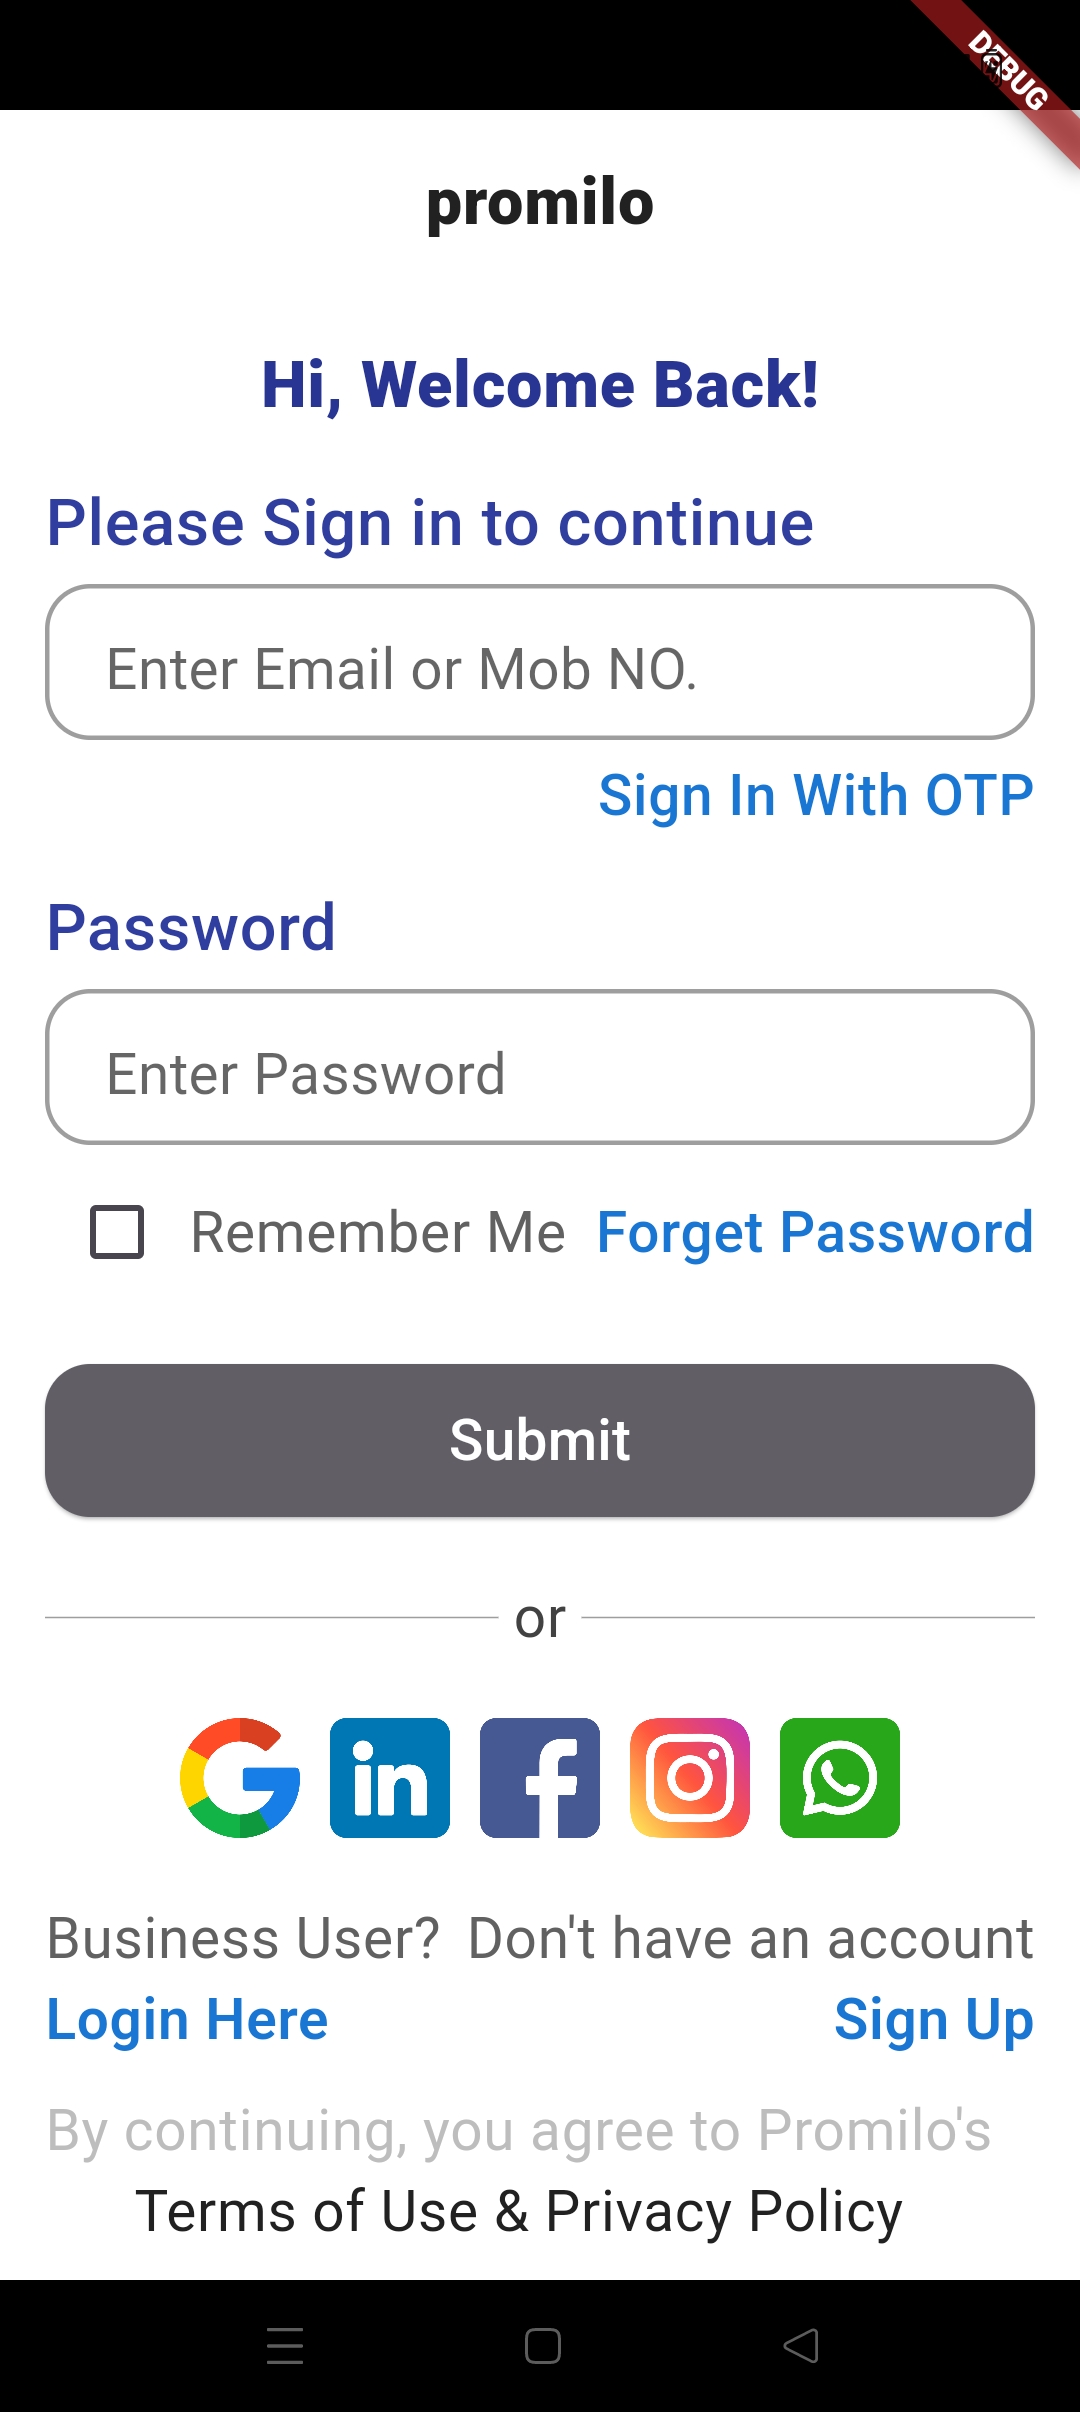 DEBUG
promilo
Hi, Welcome Back!
Please Sign in to continue
Enter Email or Mob NO.
Sign In With OTP
Password
Enter Password
Remember Me Forget Password
Submit
or
in f
Business User? Don't have an account
Login Here Sign Up
By continuing, you agree to Promilo's
Terms of Use & Privacy Policy